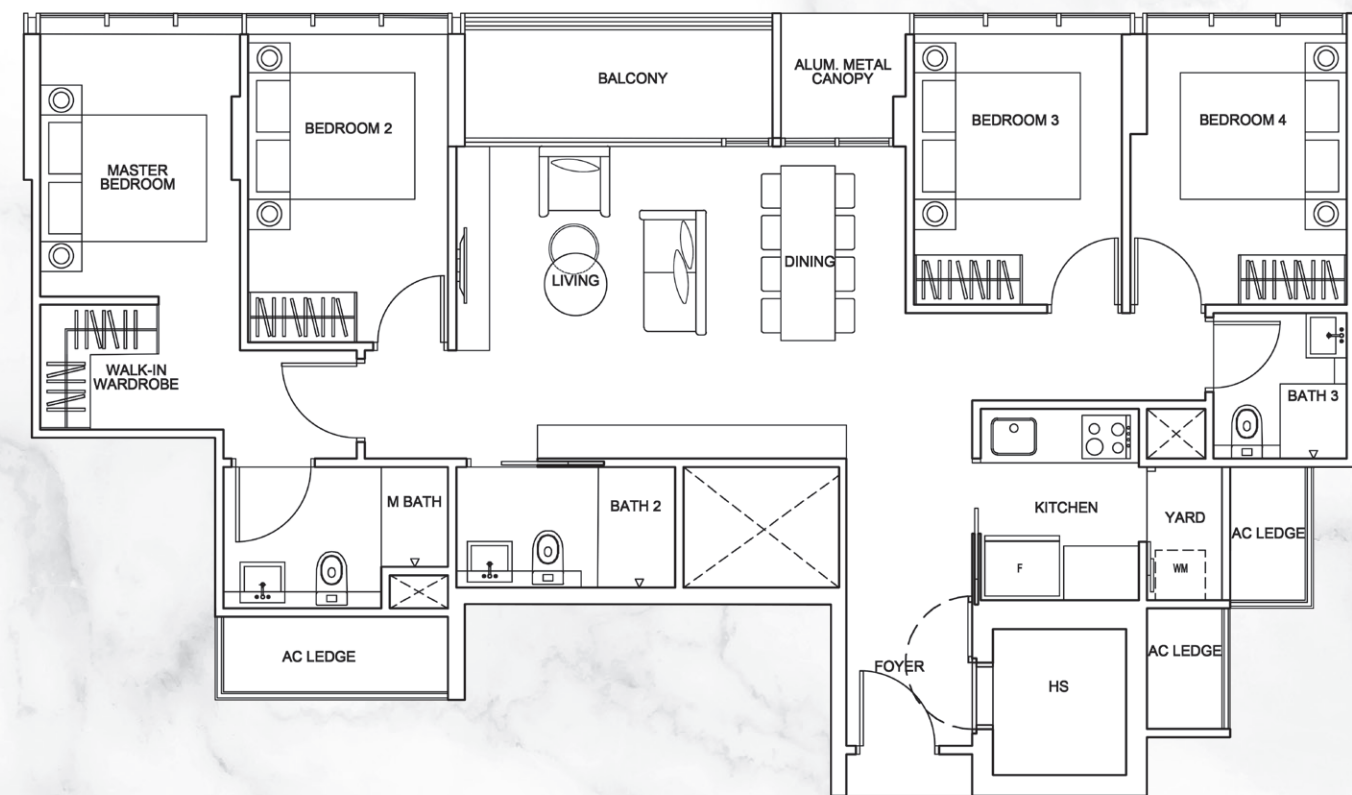 BALCONY
ALUM. METAL
CANOPY
BEDROOM 2
BEDROOM 3
BEDROOM 4
MASTER
BEDROOM
LIVING
DINING
WALK-IN
WARDROBE
BATH 3
M BATH
BATH 2
KITCHEN
YARD
AC LEDGE
F
WM
AC LEDGE
FOYER
AC LEDGE
HS